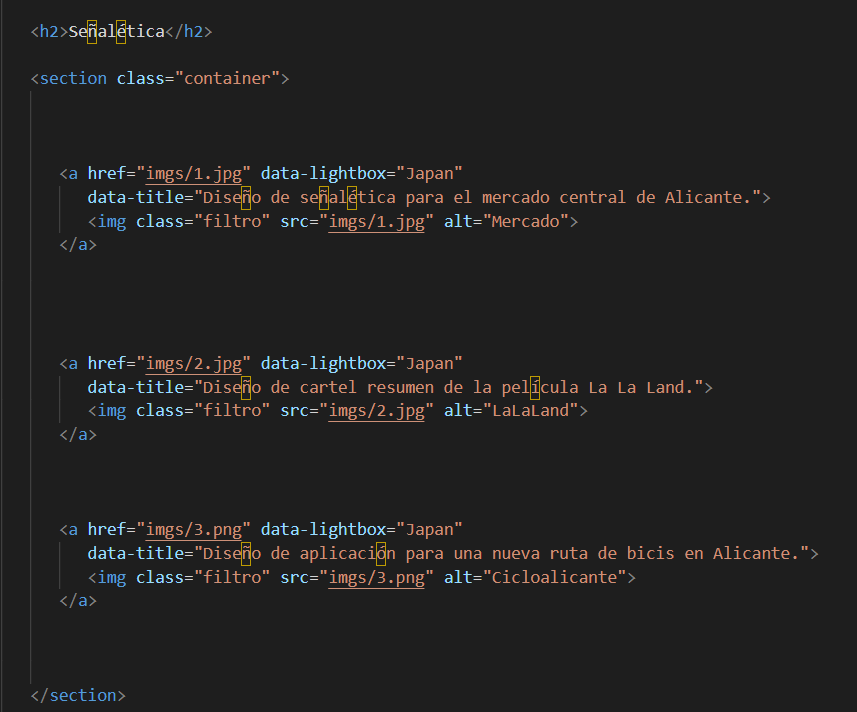 <h2>Señalética</h2>
<section class="container">
<a href="imgs/1.jpg" data-lightbox="Japan"
data-title="Diseño de señalética para el mercado central de Alicante.">
<img class="filtro" src="imgs/1.jpg" alt="Mercado">
</a>
<a href="imgs/2.jpg" data-lightbox="Japan"
data-title="Diseño de cartel resumen de la película La La Land.">
<img class="filtro" src="imgs/2.jpg" alt="LaLaLand">
</a>
<a href="imgs/3.png" data-lightbox="Japan"
data-title="Diseño de aplicación para una nueva ruta de bicis en Alicante.">
<img class="filtro" src="imgs/3.png" alt="Cicloalicante">
</a>
</section>